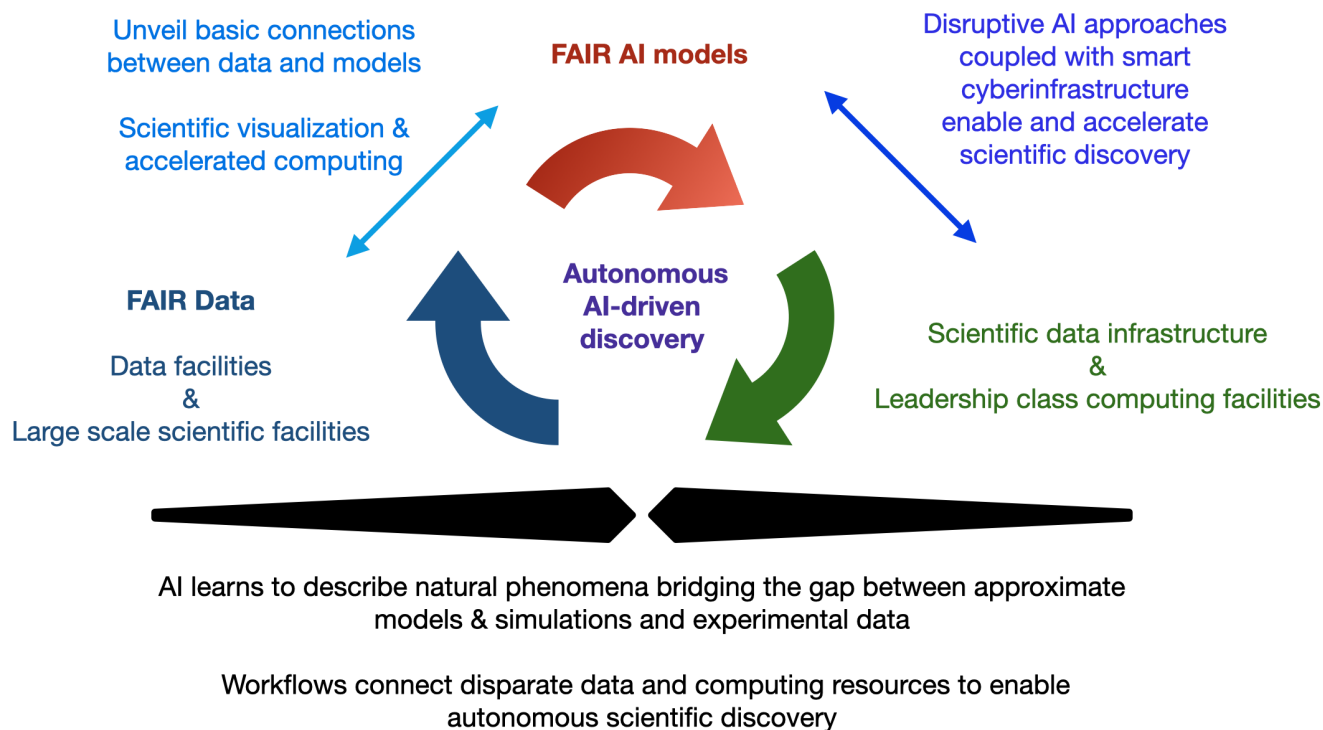 Unveil basic connections
between data and models
Scientific visualization &
accelerated computing
FAIR AI models
Disruptive AI approaches
coupled with smart
cyberinfrastructure
enable and accelerate
scientific discovery
FAIR Data
Data facilities
&
Large scale scientific facilities
Autonomous
AI-driven
discovery
Scientific data infrastructure
&
Leadership class computing facilities
AI learns to describe natural phenomena bridging the gap between approximate
models & simulations and experimental data
Workflows connect disparate data and computing resources to enable
autonomous scientific discovery